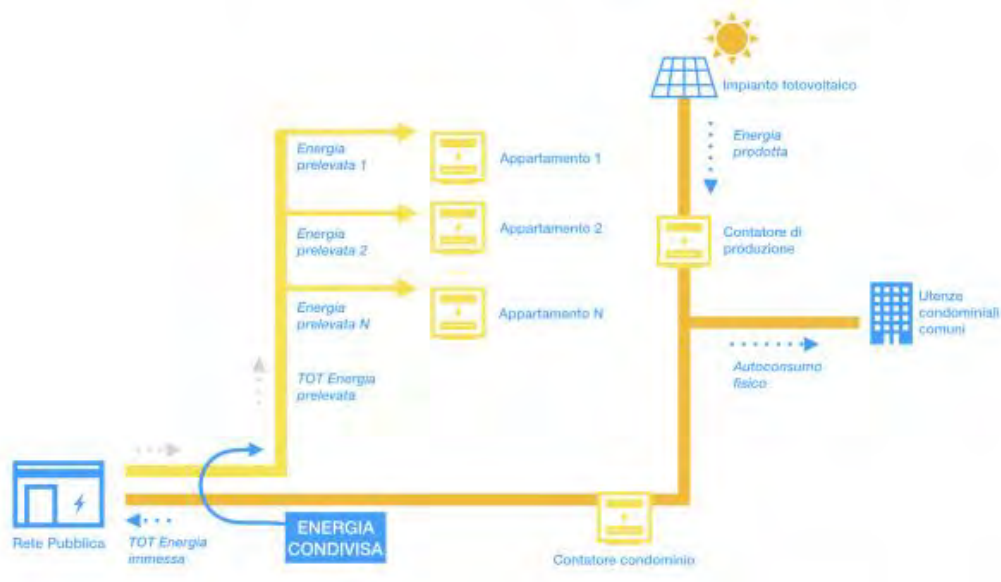 Impianto fotovoltaico
Energia
prodotta
Energia
prelevata 1
Appartamento 1
Energia
prelevata 2
Appartamento 2
Contatore di
produzione
Energia
prelevata N
Appartamento N
Utenze
condominiali
comuni
Autoconsumo
fisico
TOT Energia
prelevata
Rete Pubblica
TOT Energia
immessa
ENERGIA
CONDIVISA
Contatore condominio